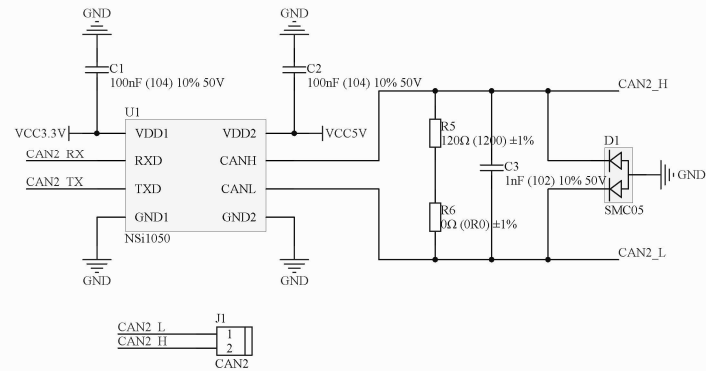 GND
GND
C1
100nF (104) 10% 50V
C2
100nF (104) 10% 50V
CAN2_H
U1
VCC3.3V
VDD1
VDD2
VCC5V
R5
120Ω (1200) ±1%
D1
CAN2_RX
RXD
CANH
C3
1nF (102) 10% 50V
GND
CAN2_TX
TXD
CANL
R6
0Ω (0R0) ±1%
SMC05
GND1
GND2
NSi1050
CAN2_L
GND
GND
J1
CAN2_L
1
CAN2_H
2
CAN2